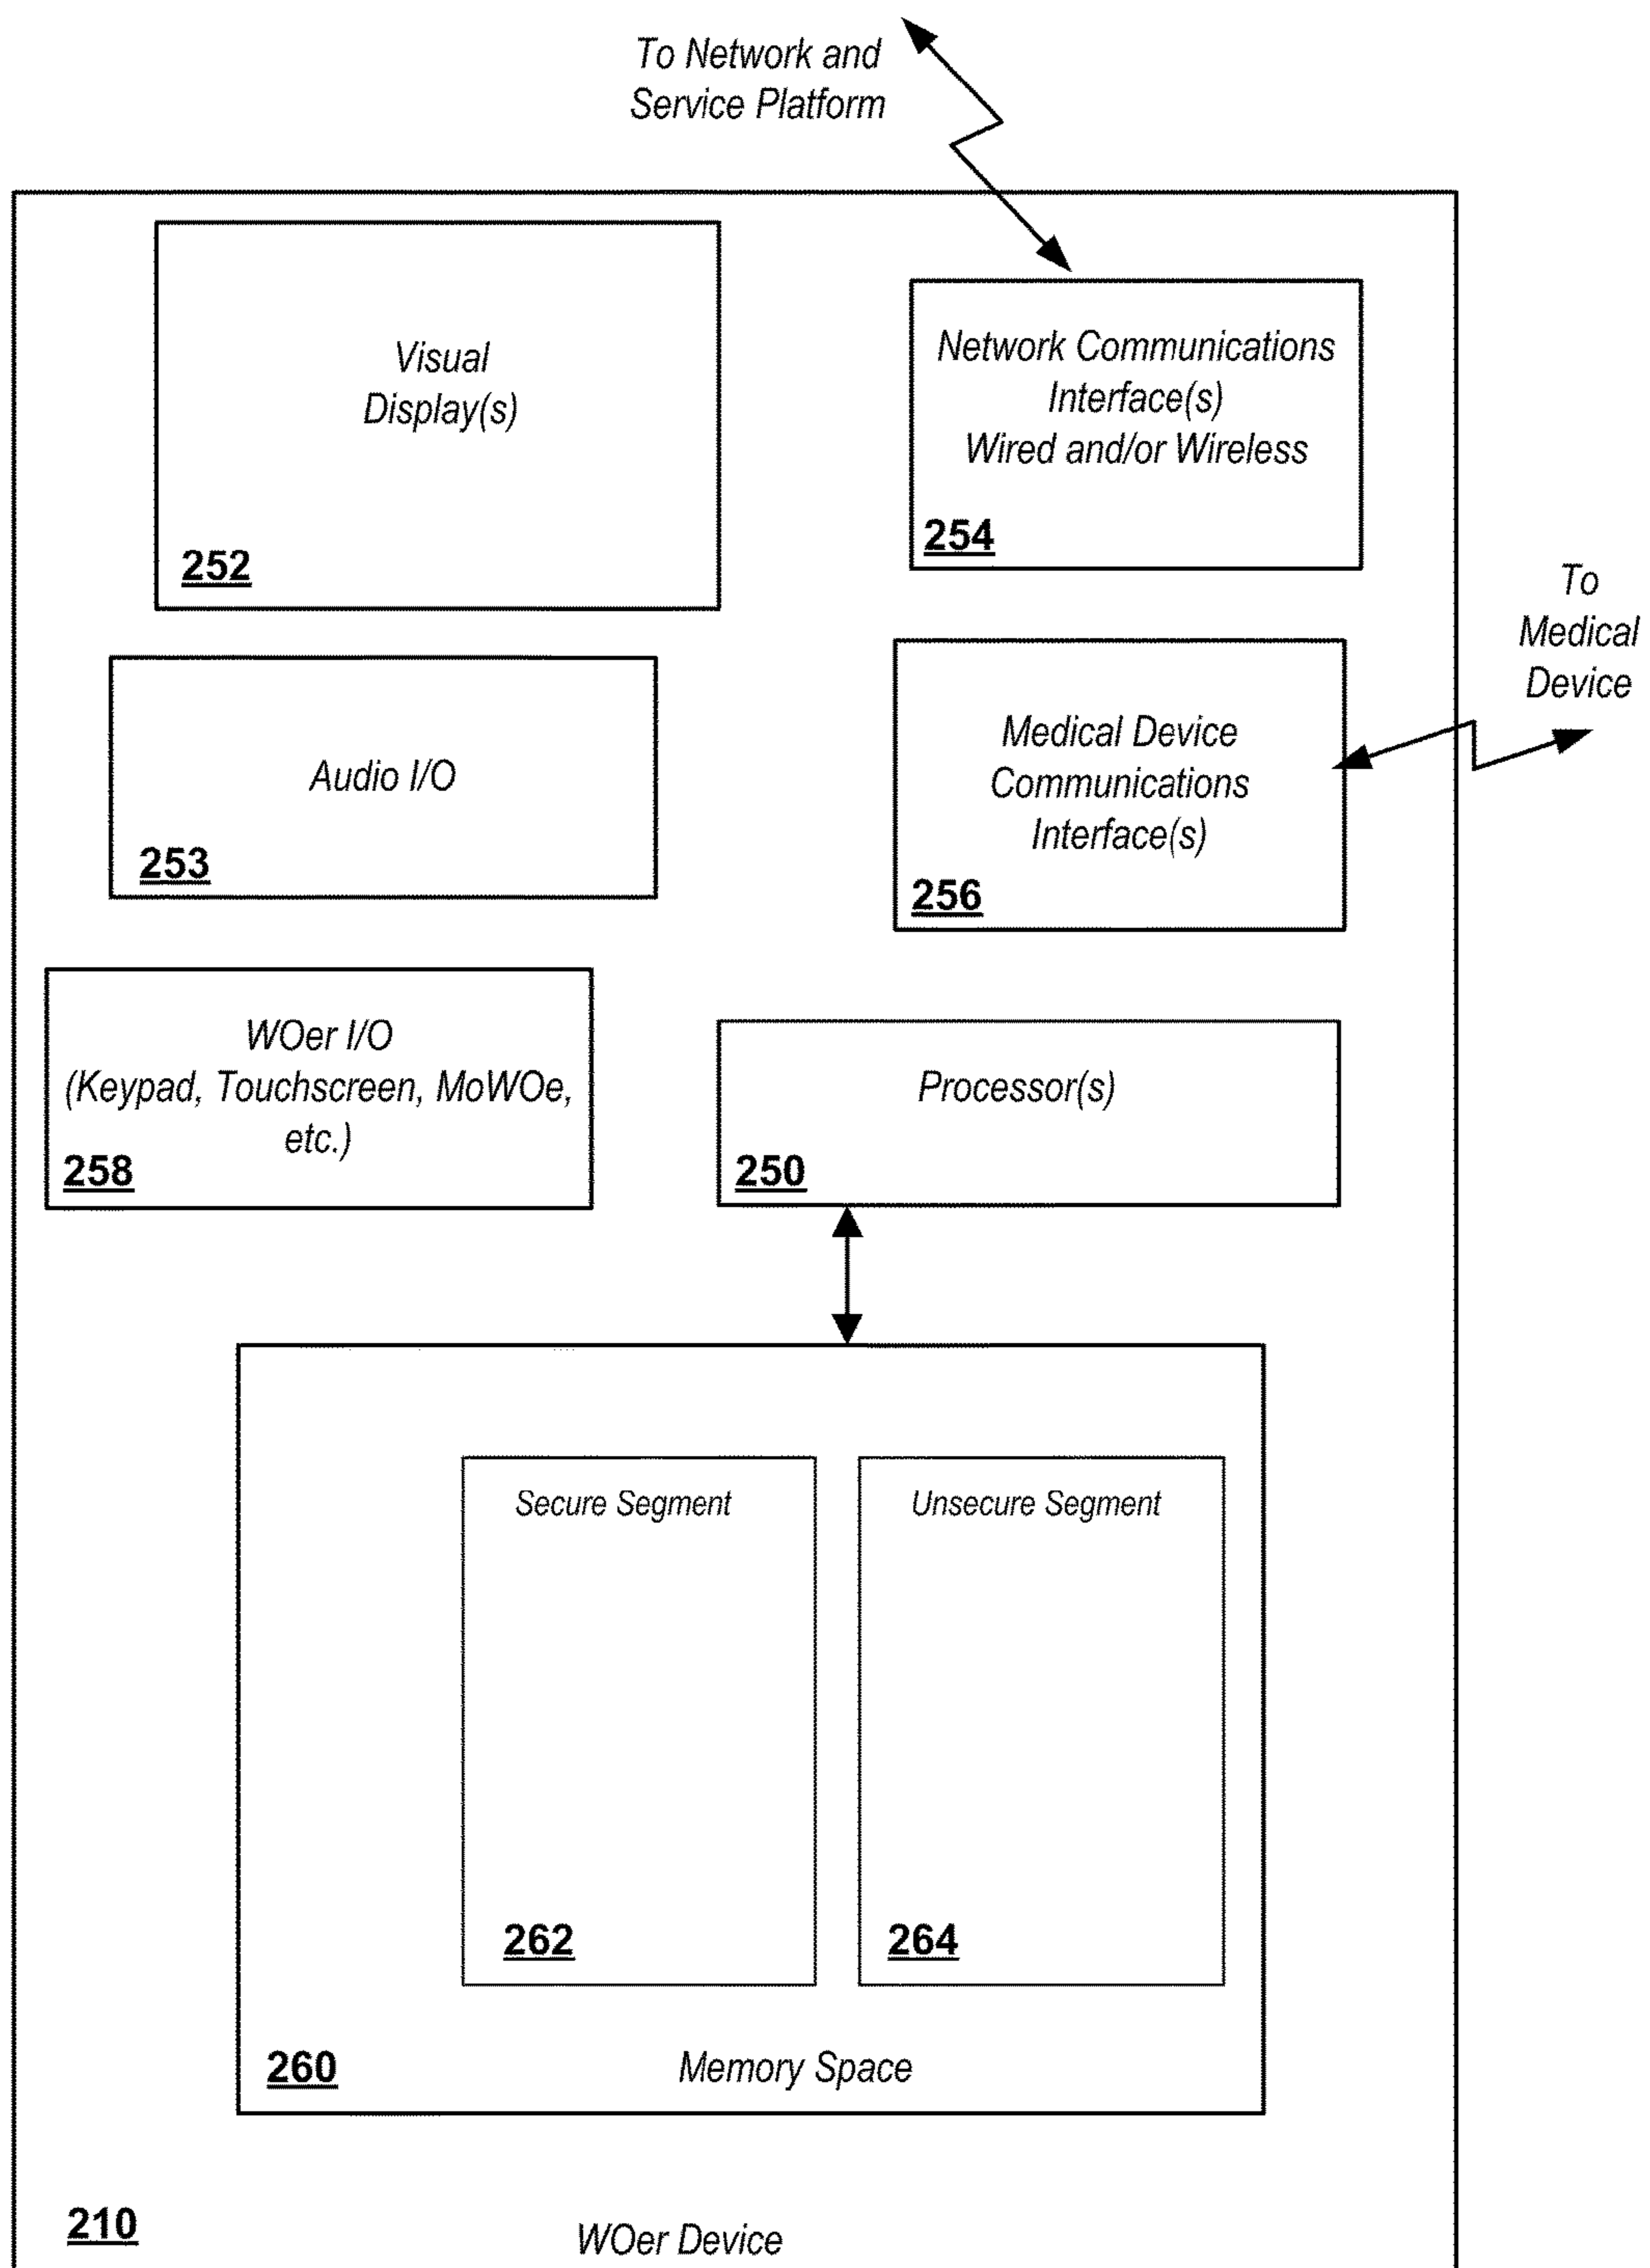 To Network and
Service Platform
Visual
Display(s)
252
Network Communications
Interface(s)
Wired and/or Wireless
254
To
Medical
Device
Audio I/O
253
Medical Device
Communications
Interface(s)
256
WOer I/O
(Keypad, Touchscreen, MoWOe,
etc.)
258
Processor(s)
250
Secure Segment
262
Unsecure Segment
264
260
Memory Space
210
WOer Device